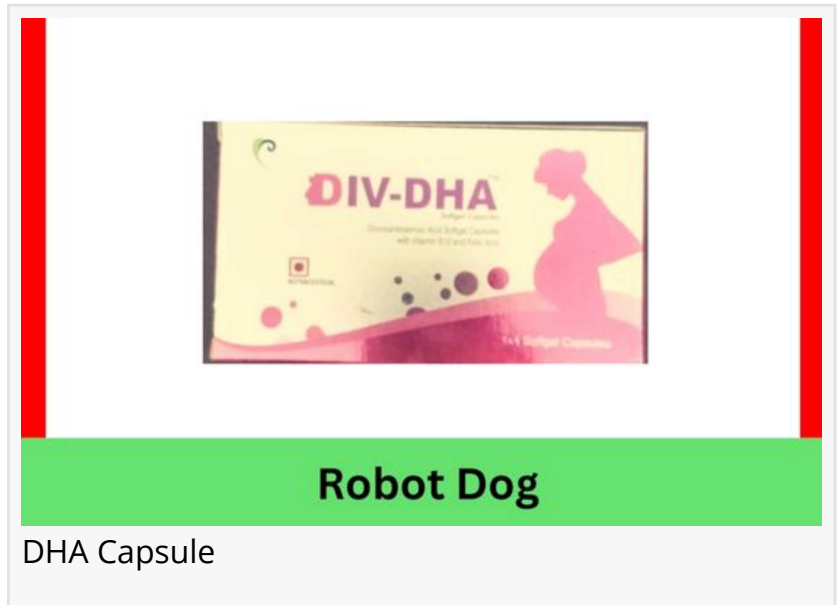 DIV-DHA
Softgel Capsules
Docosahexaenoic Acid Softgel Capsules
with Vitamin B12 and Folic Acid
NUTRACEUTICAL
Softgel Capsules
Robot Dog
DHA Capsule